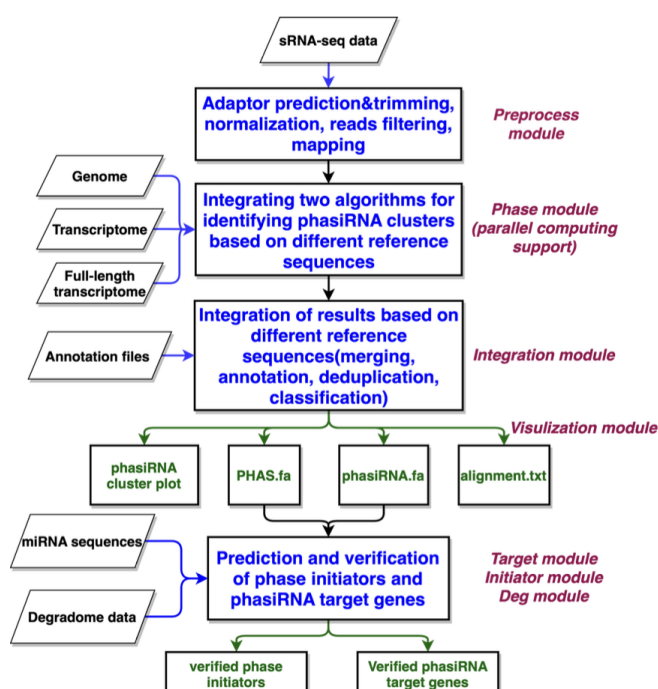 sRNA-seq data
Adaptor prediction&trimming,
normalization, reads filtering,
mapping
Preprocess
module
Genome
Transcriptome
Full-length
transcriptome
Integrating two algorithms for
identifying phasiRNA clusters
based on different reference
sequences
Phase module
(parallel computing
support)
Annotation files
Integration of results based on
different reference
sequences(merging,
annotation, deduplication,
classification)
Integration module
Visulization module
phasiRNA
cluster plot
PHAS.fa
phasiRNA.fa
alignment.txt
miRNA sequences
Degradome data
Prediction and verification
of phase initiators and
phasiRNA target genes
Target module
Initiator module
Deg module
verified phase
initiators
Verified phasiRNA
target genes